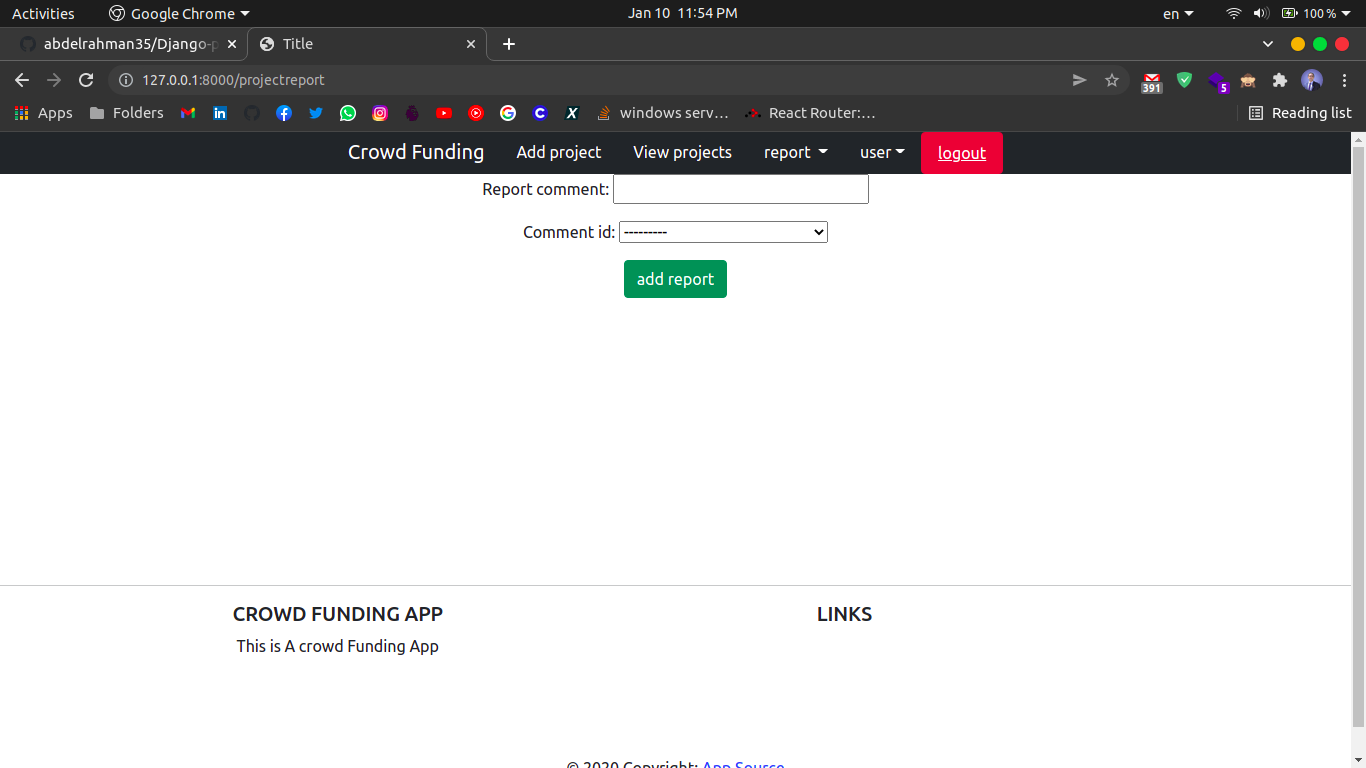 Activities Google Chrome Jan 10 11:54 PM en 100 %
abdelrahman35/Django-p Title
127.0.0.1:8000/projectreport 391 5
Apps Folders windows serv... React Router:... Reading list
Crowd Funding Add project View projects report user logout
Report comment:
Comment id: ---------
add report
CROWD FUNDING APP LINKS
This is A crowd Funding App
© 2020 Copyright: App Source